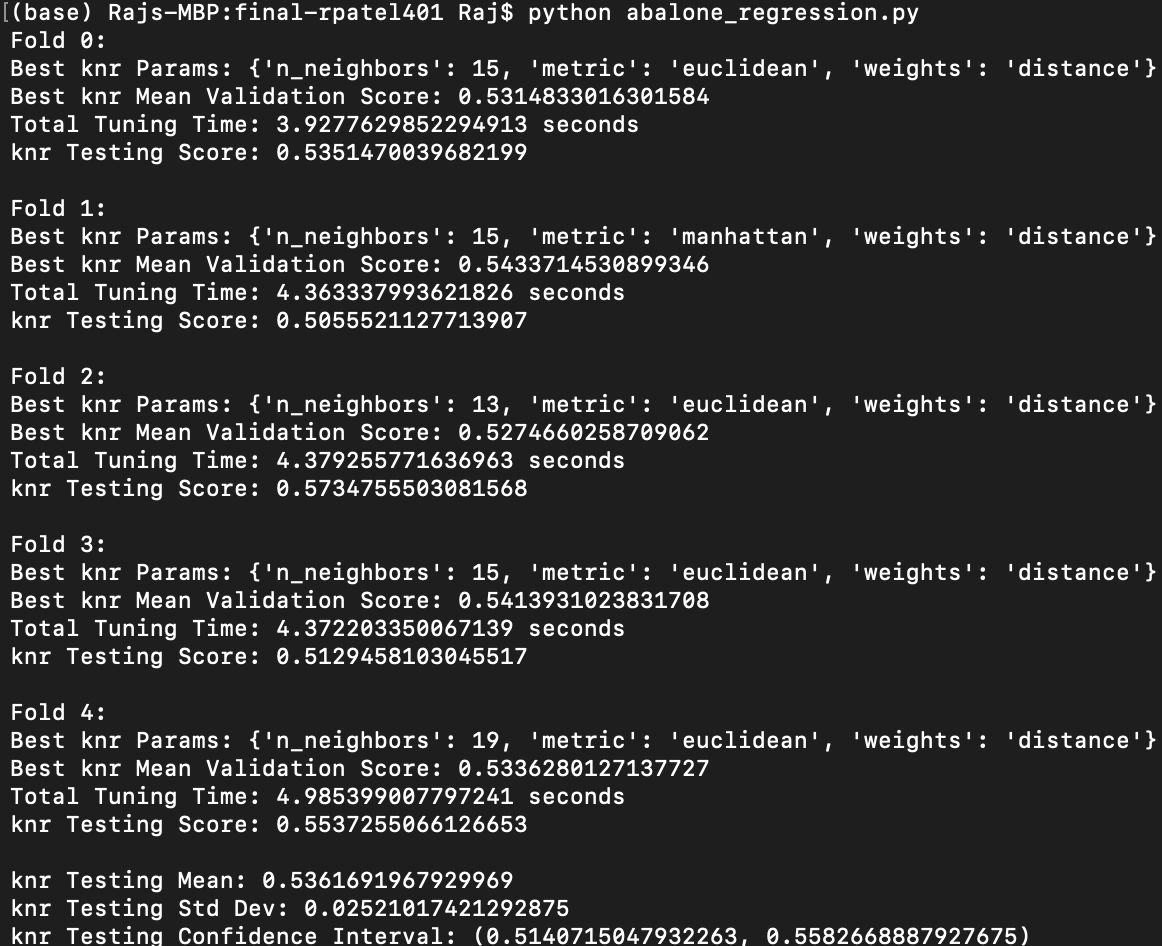 [(base) Rajs-MBP:final-rpatel401 Raj$ python abalone_regression.py
Fold 0:
Best knr Params: {'n_neighbors': 15, 'metric': 'euclidean', 'weights': 'distance'}
Best knr Mean Validation Score: 0.5314833016301584
Total Tuning Time: 3.9277629852294913 seconds
knr Testing Score: 0.5351470039682199

Fold 1:
Best knr Params: {'n_neighbors': 15, 'metric': 'manhattan', 'weights': 'distance'}
Best knr Mean Validation Score: 0.5433714530899346
Total Tuning Time: 4.363337993621826 seconds
knr Testing Score: 0.5055521127713907

Fold 2:
Best knr Params: {'n_neighbors': 13, 'metric': 'euclidean', 'weights': 'distance'}
Best knr Mean Validation Score: 0.5274660258709062
Total Tuning Time: 4.379255771636963 seconds
knr Testing Score: 0.5734755503081568

Fold 3:
Best knr Params: {'n_neighbors': 15, 'metric': 'euclidean', 'weights': 'distance'}
Best knr Mean Validation Score: 0.5413931023831708
Total Tuning Time: 4.372203350067139 seconds
knr Testing Score: 0.5129458103045517

Fold 4:
Best knr Params: {'n_neighbors': 19, 'metric': 'euclidean', 'weights': 'distance'}
Best knr Mean Validation Score: 0.5336280127137727
Total Tuning Time: 4.985399007797241 seconds
knr Testing Score: 0.5537255066126653

knr Testing Mean: 0.5361691967929969
knr Testing Std Dev: 0.02521017421292875
knr Testing Confidence Interval: (0.5140715047932263, 0.5582668887927675)